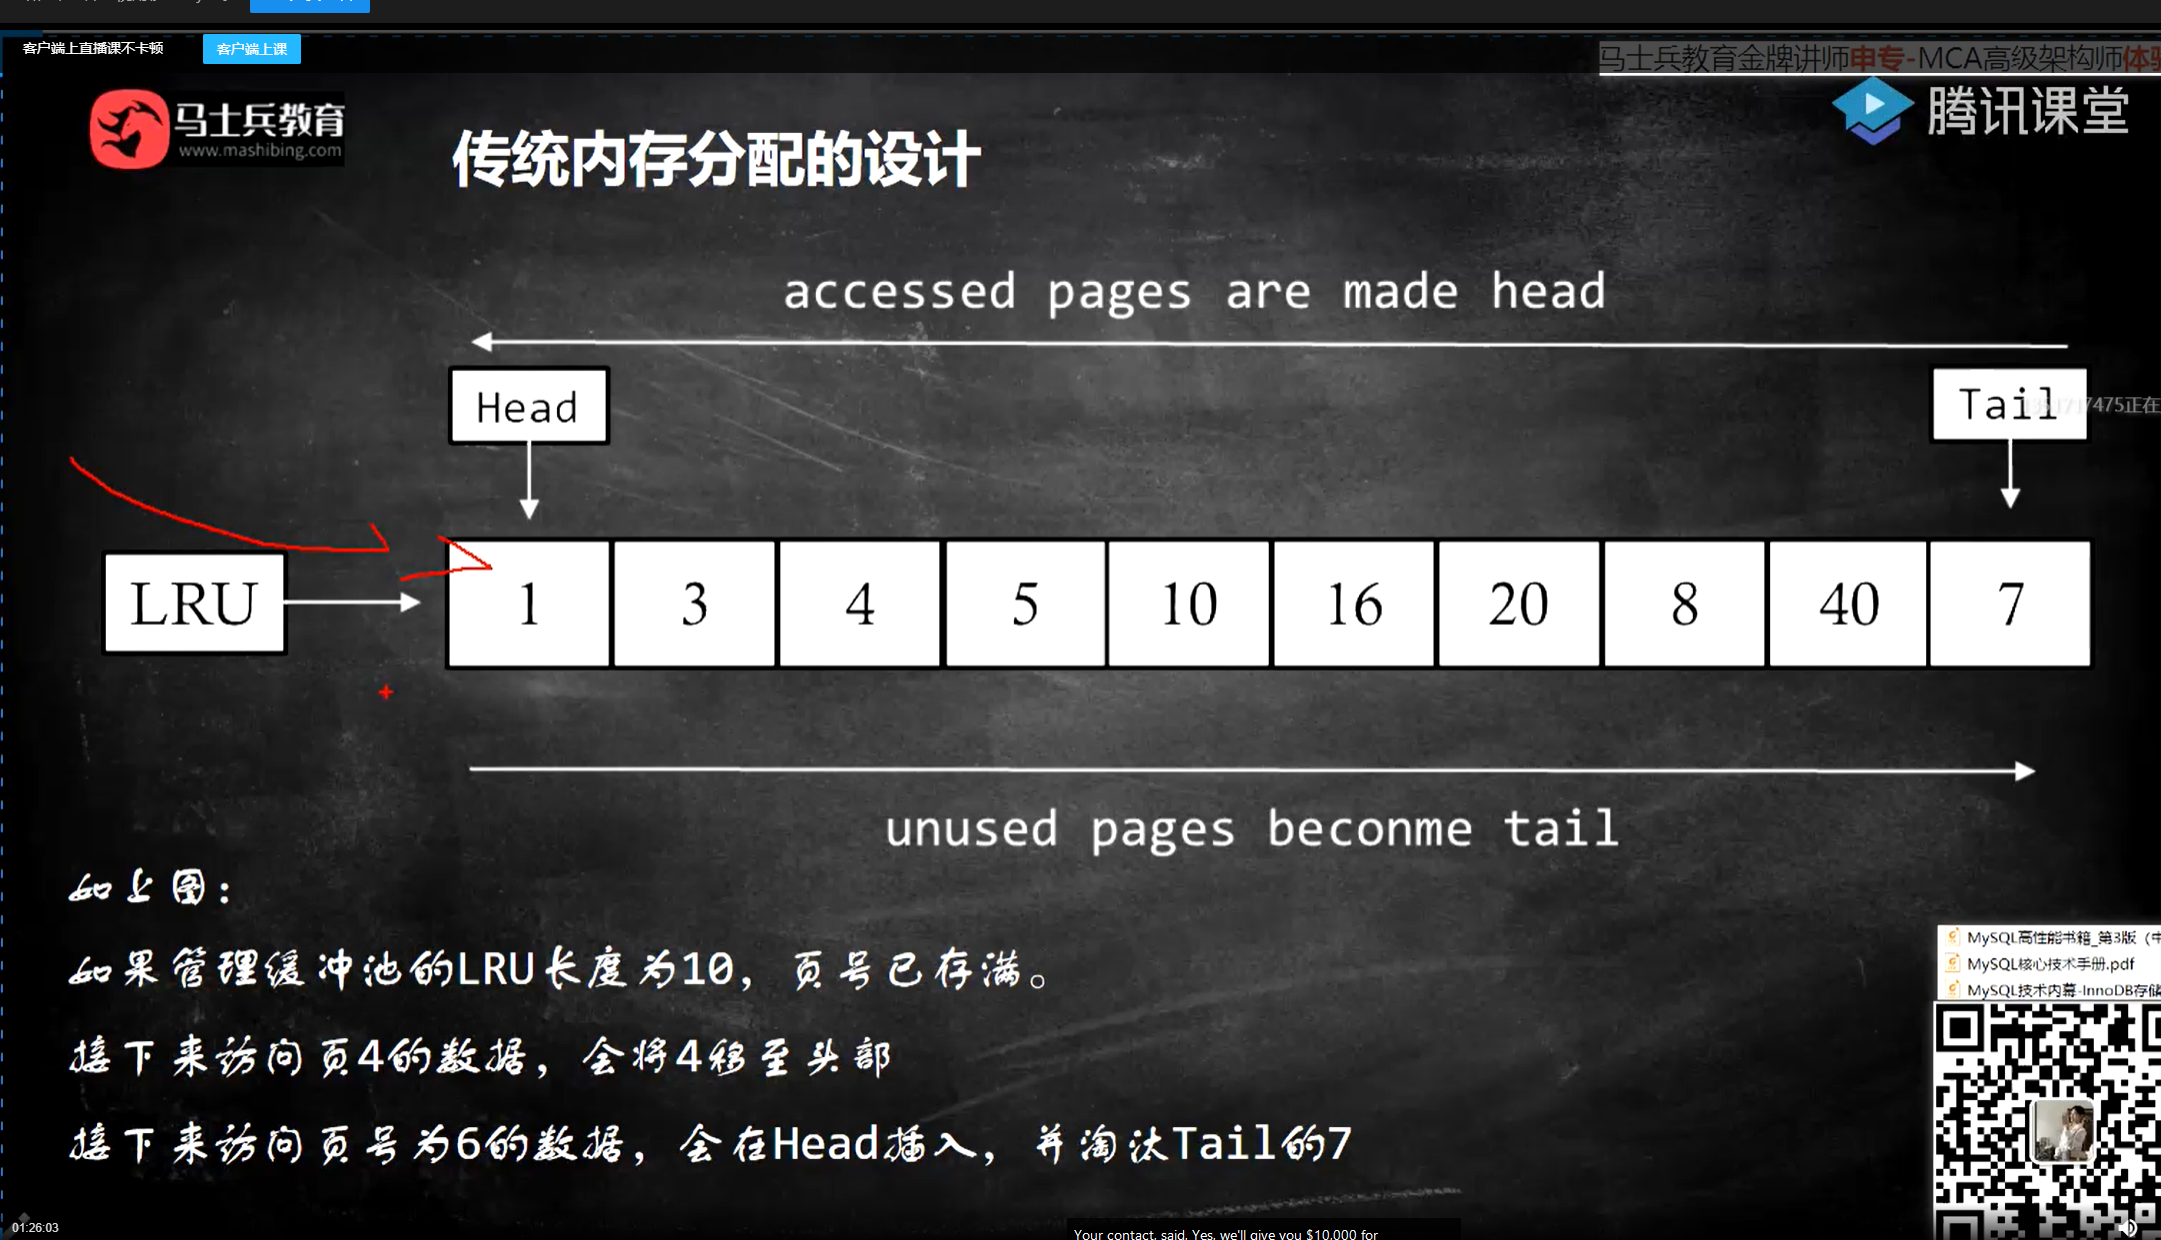 客户端上直播课不卡顿
客户端上课
马士兵教育金牌讲师申专-MCA高级架构师体验
马士兵教育
www.mashibing.com
腾讯课堂
传统内存分配的设计
accessed pages are made head
Head
Tail
7475正在
LRU
1 3 4 5 10 16 20 8 40 7
unused pages beconme tail
如上图：
如果管理缓冲池的LRU长度为10，页号已存满。
接下来访问页4的数据，会将4移至头部
接下来访问页号为6的数据，会在Head插入，并淘汰Tail的7
MySQL高性能书籍_第3版（中
MySQL核心技术手册.pdf
MySQL技术内幕-InnoDB存储
01:26:03
Your contact, said, Yes, we'll give you $10,000 for